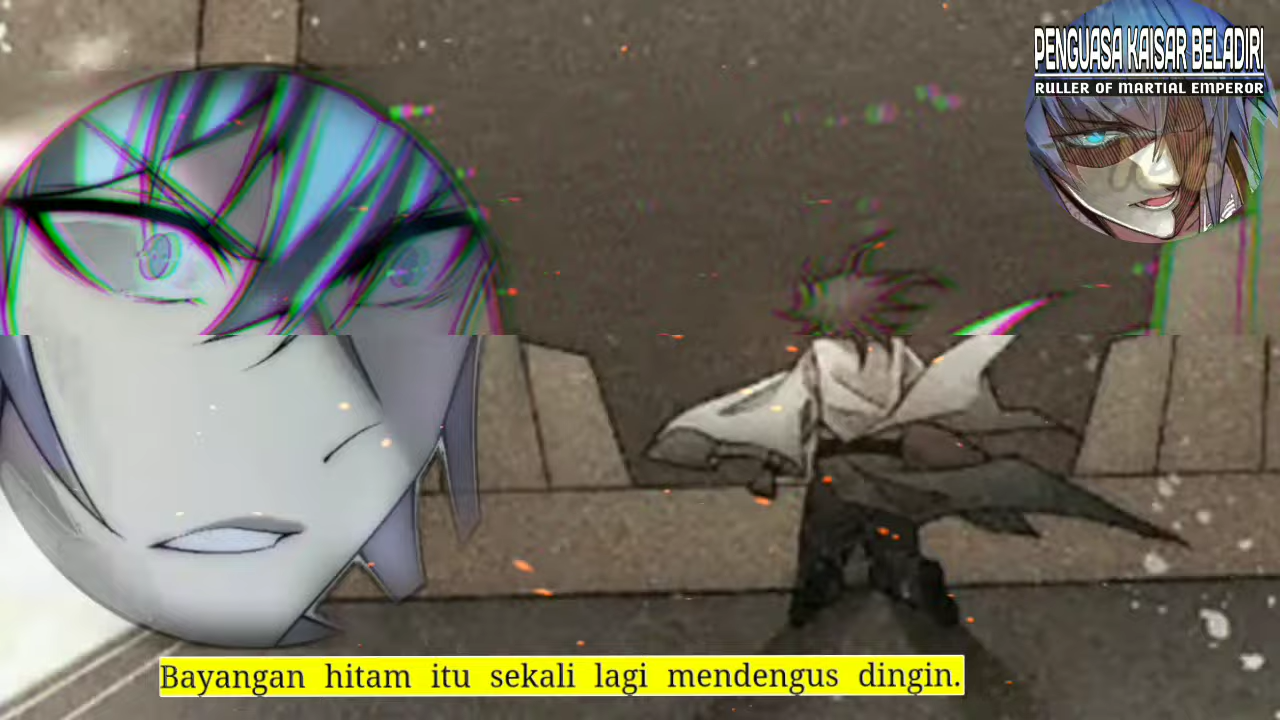 PENGUASA KAISAR BELADIRI
RULLER OF MARTIAL EMPEROR
Bayangan hitam itu sekali lagi mendengus dingin.